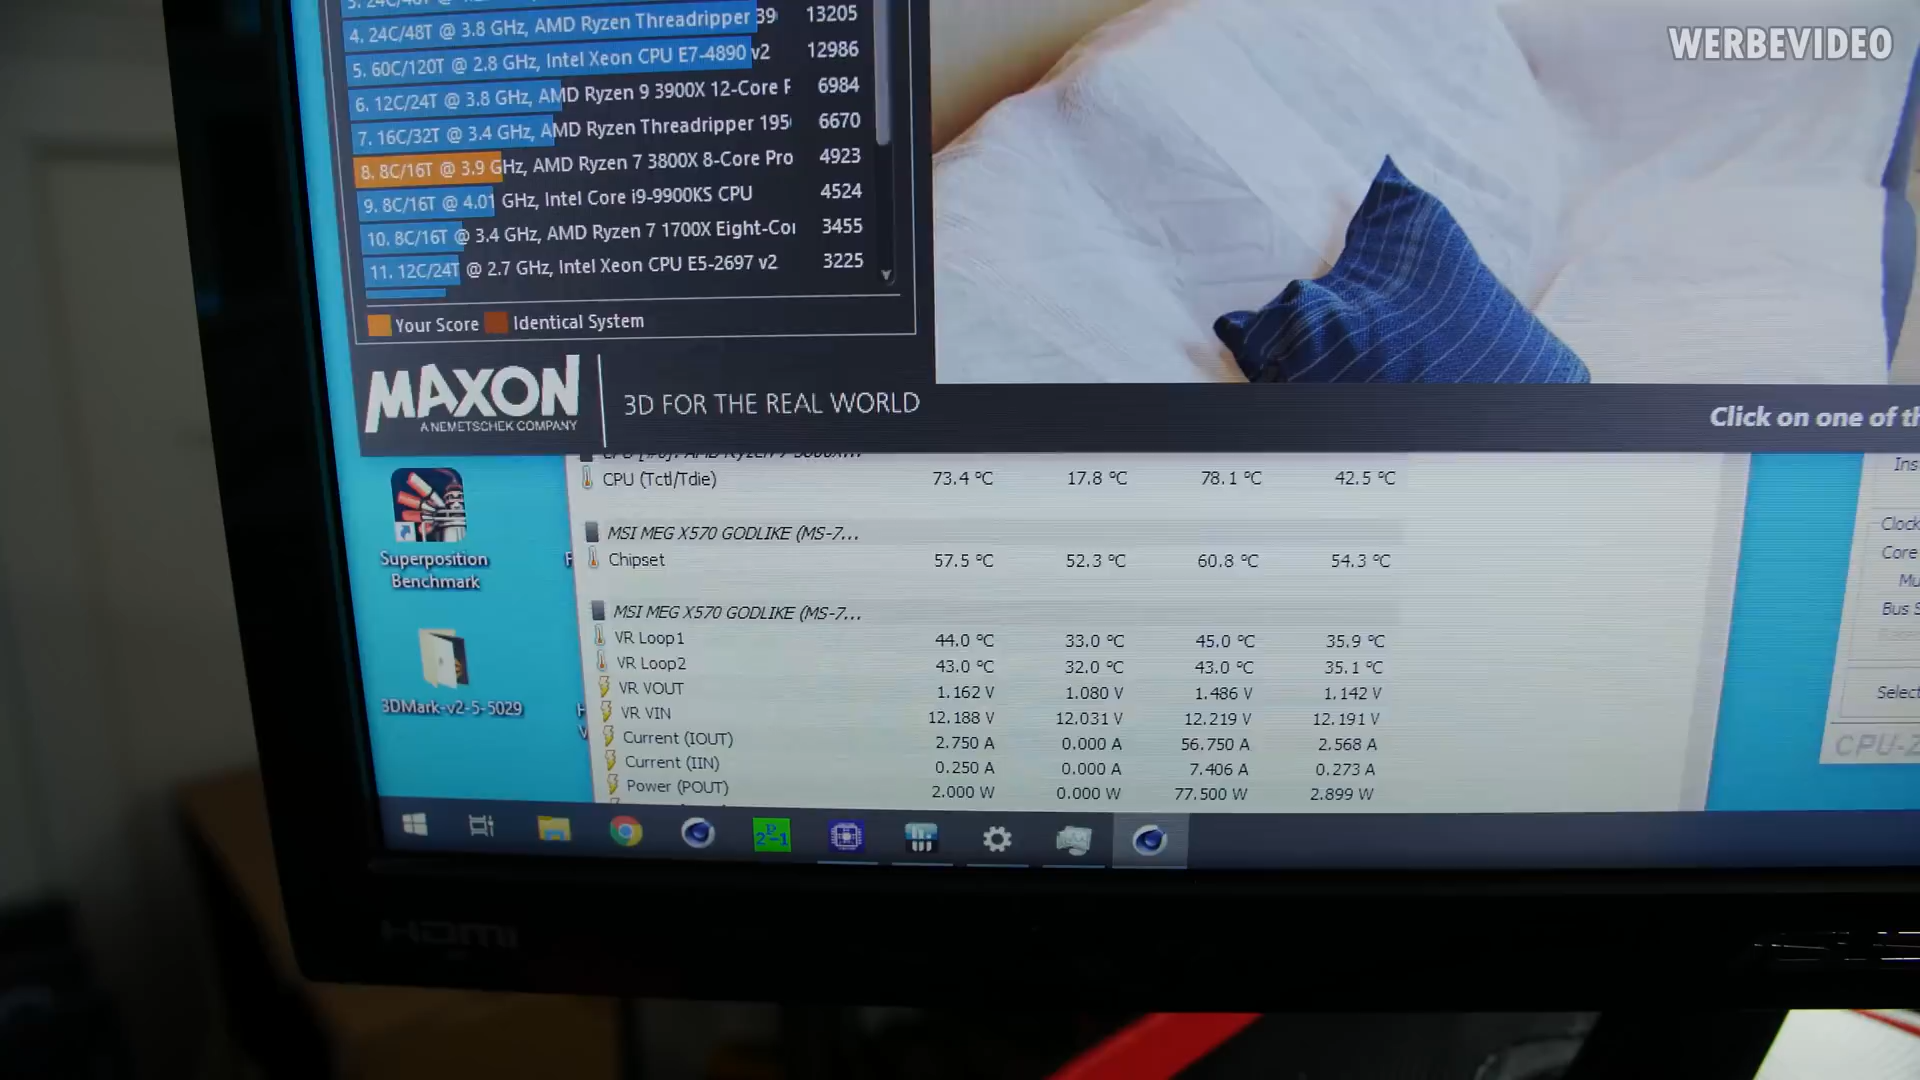 WERBEVIDEO
4. 24C/48T @ 3.8 GHz, AMD Ryzen Threadripper 39 13205
5. 60C/120T @ 2.8 GHz, Intel Xeon CPU E7-4890 v2 12986
6. 12C/24T @ 3.8 GHz, AMD Ryzen 9 3900X 12-Core P 6984
7. 16C/32T @ 3.4 GHz, AMD Ryzen Threadripper 195 6670
8. 8C/16T @ 3.9 GHz, AMD Ryzen 7 3800X 8-Core Pro 4923
9. 8C/16T @ 4.01 GHz, Intel Core i9-9900KS CPU 4524
10. 8C/16T @ 3.4 GHz, AMD Ryzen 7 1700X Eight-Cor 3455
11. 12C/24T @ 2.7 GHz, Intel Xeon CPU E5-2697 v2 3225
Your Score Identical System
MAXON
A NEMETSCHEK COMPANY
3D FOR THE REAL WORLD
Click on one of th
CPU (Tctl/Tdie) 73.4 °C 17.8 °C 78.1 °C 42.5 °C
MSI MEG X570 GODLIKE (MS-7...
Chipset 57.5 °C 52.3 °C 60.8 °C 54.3 °C
MSI MEG X570 GODLIKE (MS-7...
VR Loop1 44.0 °C 33.0 °C 45.0 °C 35.9 °C
VR Loop2 43.0 °C 32.0 °C 43.0 °C 35.1 °C
VR VOUT 1.162 V 1.080 V 1.486 V 1.142 V
VR VIN 12.188 V 12.031 V 12.219 V 12.191 V
Current (IOUT) 2.750 A 0.000 A 56.750 A 2.568 A
Current (IIN) 0.250 A 0.000 A 7.406 A 0.273 A
Power (POUT) 2.000 W 0.000 W 77.500 W 2.899 W
Superposition
Benchmark
3DMark-v2-5-5029
Ins
Clock
Core
Mu
Bus S
Select
CPU-Z
HDMI